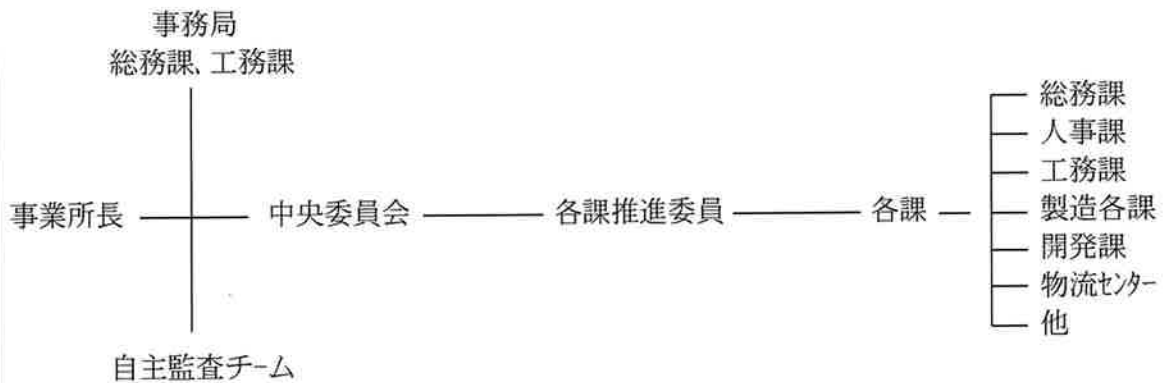 事務局
総務課、工務課
事業所長
中央委員会
各課推進委員
各課
総務課
人事課
工務課
製造各課
開発課
物流センター
他
自主監査チーム